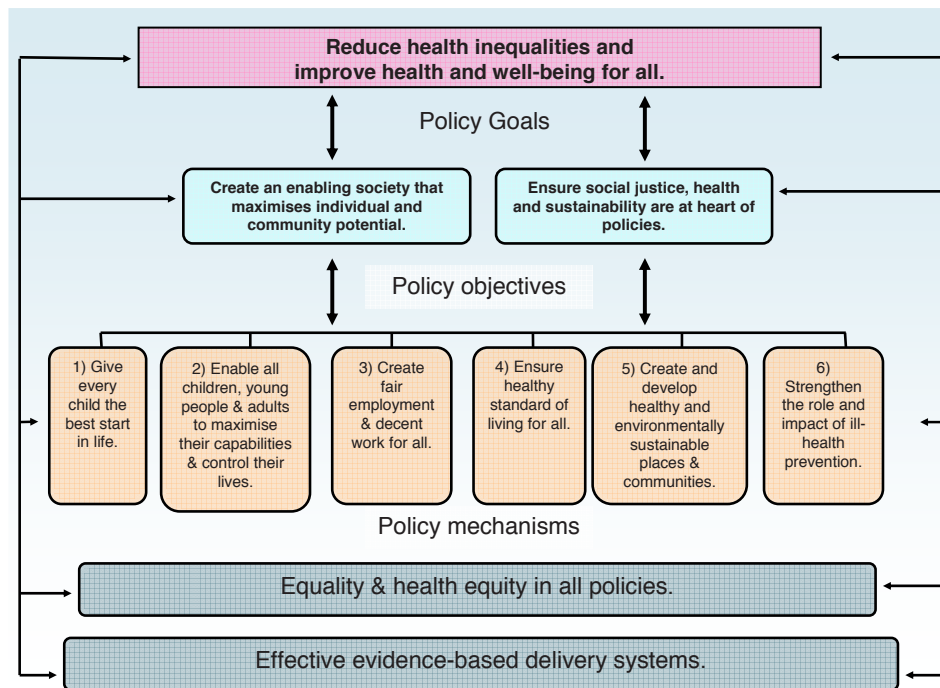 Reduce health inequalities and
improve health and well-being for all.
Policy Goals
Create an enabling society that
maximises individual and
community potential.
Ensure social justice, health
and sustainability are at heart of
policies.
Policy objectives
1) Give
every
child the
best start
in life.
2) Enable all
children, young
people & adults
to maximise
their capabilities
& control their
lives.
3) Create
fair
employment
& decent
work for all.
4) Ensure
healthy
standard of
living for all.
5) Create and
develop
healthy and
environmentally
sustainable
places &
communities.
6)
Strengthen
the role and
impact of ill-
health
prevention.
Policy mechanisms
Equality & health equity in all policies.
Effective evidence-based delivery systems.